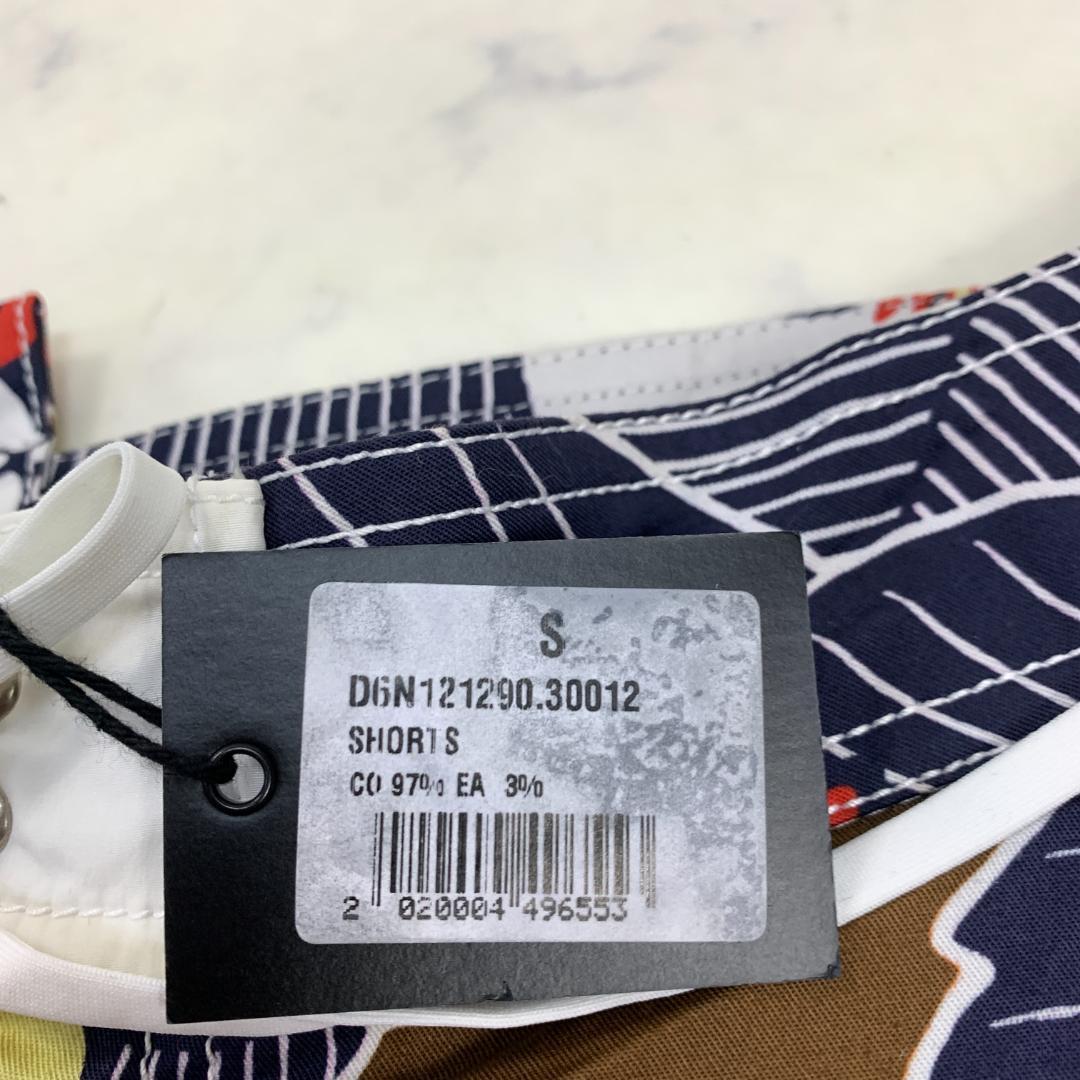 S
D6N121290.30012
SHORTS
CO 97% EA 3%
2 020004 496553